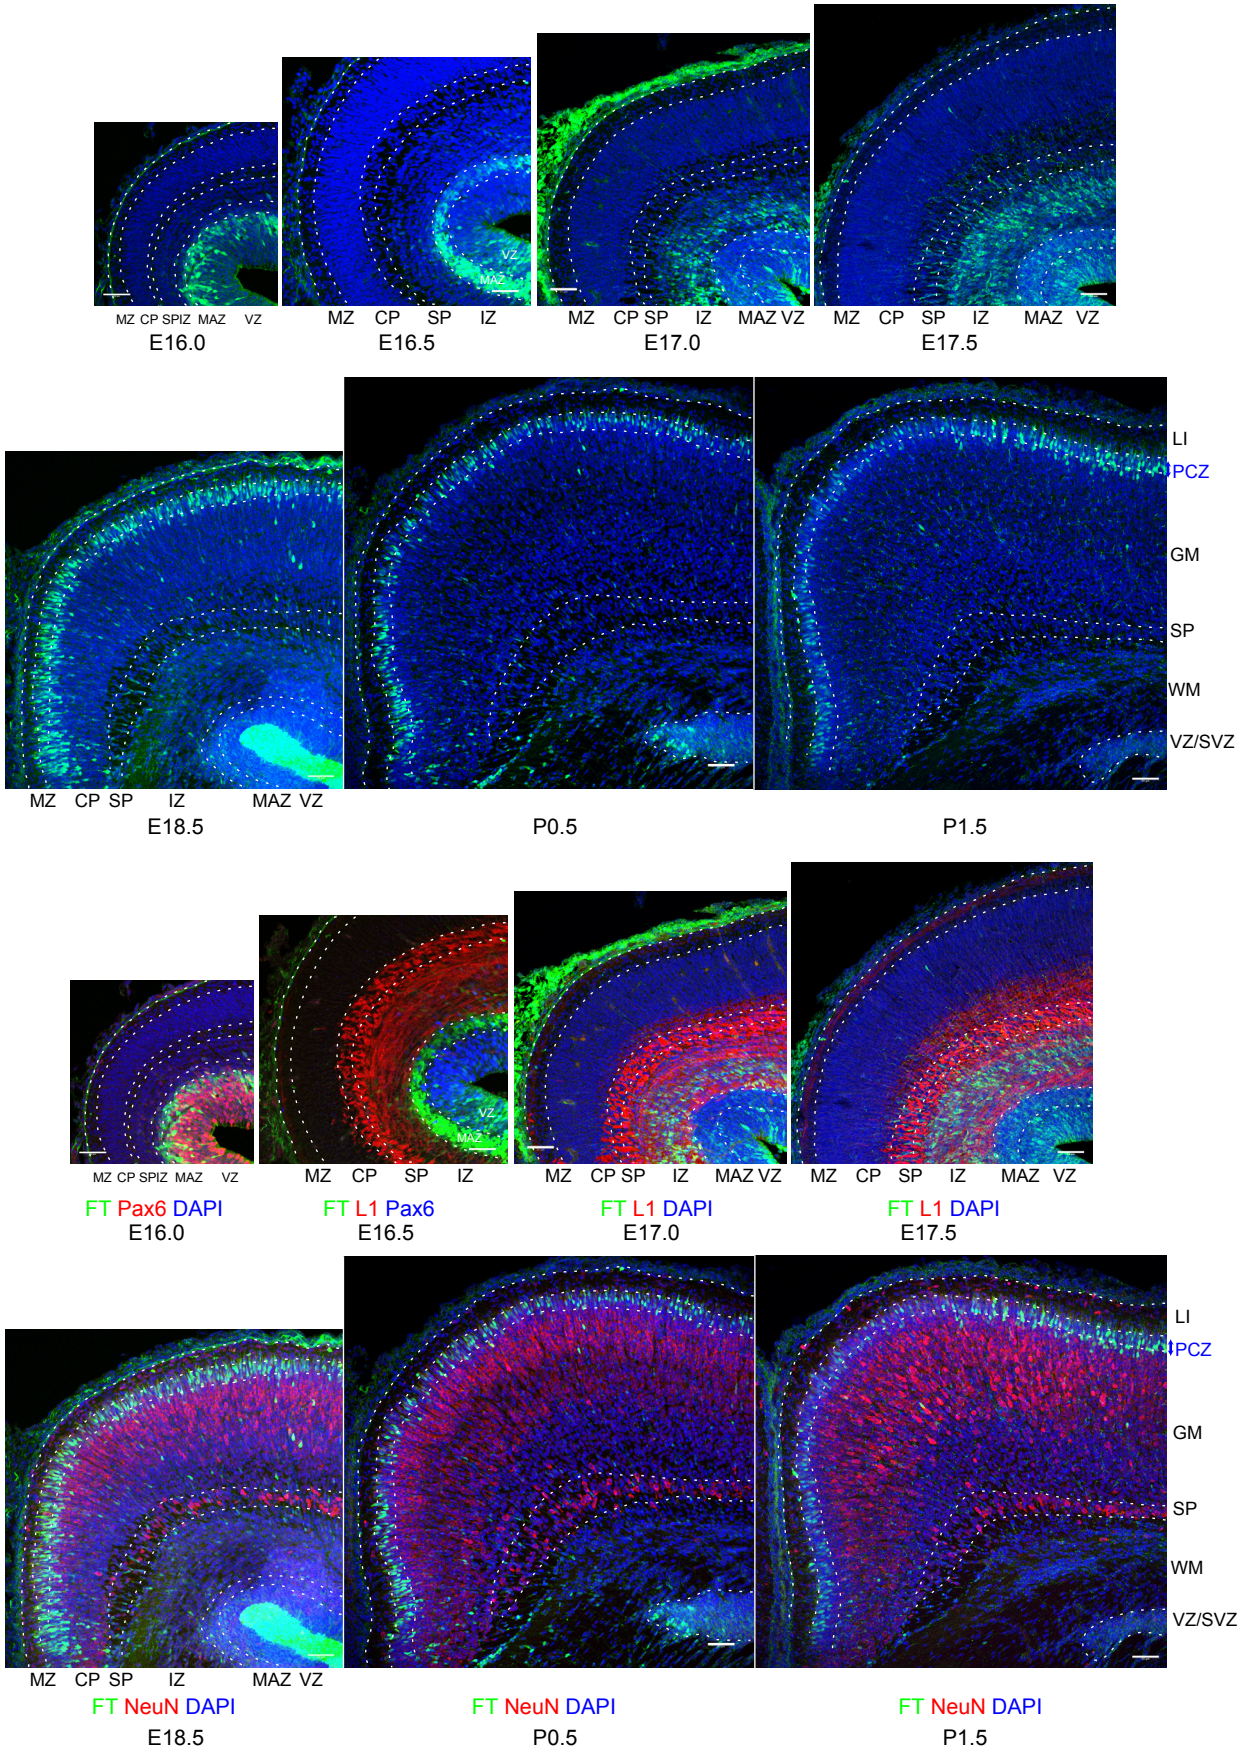 VZ
MAZ
MZ CP SPIZ MAZ VZ
MZ CP SP IZ
MZ CP SP IZ MAZ VZ
MZ CP SP IZ MAZ VZ
E16.0
E16.5
E17.0
E17.5
LI
PCZ
GM
SP
WM
VZ/SVZ
MZ CP SP IZ MAZ VZ
E18.5
P0.5
P1.5
VZ
MAZ
MZ CP SPIZ MAZ VZ
MZ CP SP IZ
MZ CP SP IZ MAZ VZ
MZ CP SP IZ MAZ VZ
FT Pax6 DAPI
FT L1 Pax6
FT L1 DAPI
FT L1 DAPI
E16.0
E16.5
E17.0
E17.5
LI
PCZ
GM
SP
WM
VZ/SVZ
MZ CP SP IZ MAZ VZ
FT NeuN DAPI
FT NeuN DAPI
FT NeuN DAPI
E18.5
P0.5
P1.5